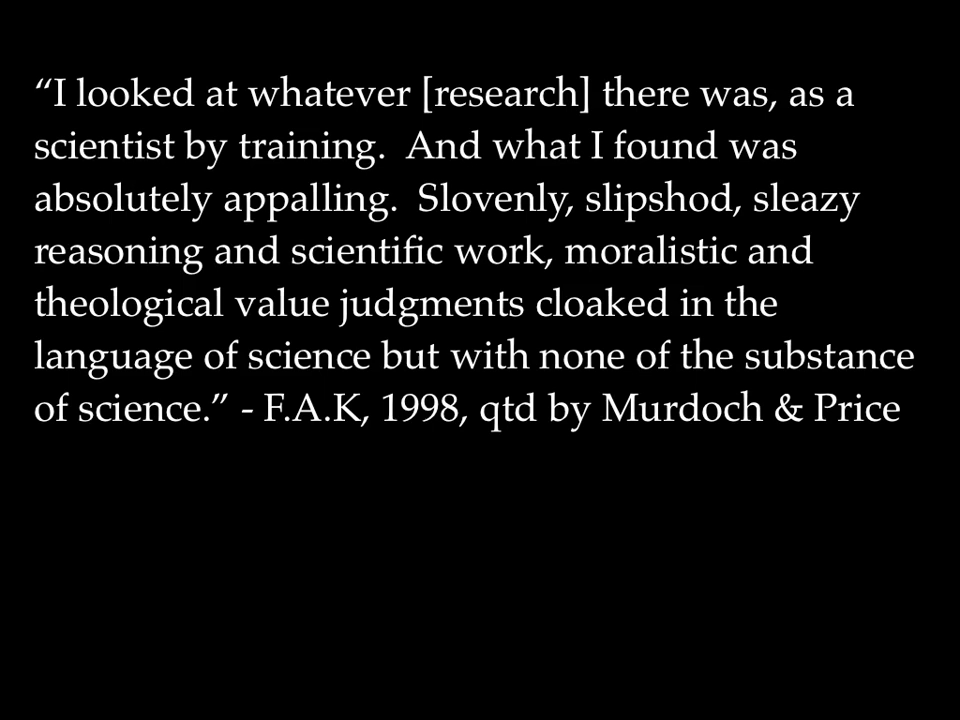 “I looked at whatever [research] there was, as a
scientist by training.  And what I found was
absolutely appalling.  Slovenly, slipshod, sleazy
reasoning and scientific work, moralistic and
theological value judgments cloaked in the
language of science but with none of the substance
of science.” - F.A.K, 1998, qtd by Murdoch & Price